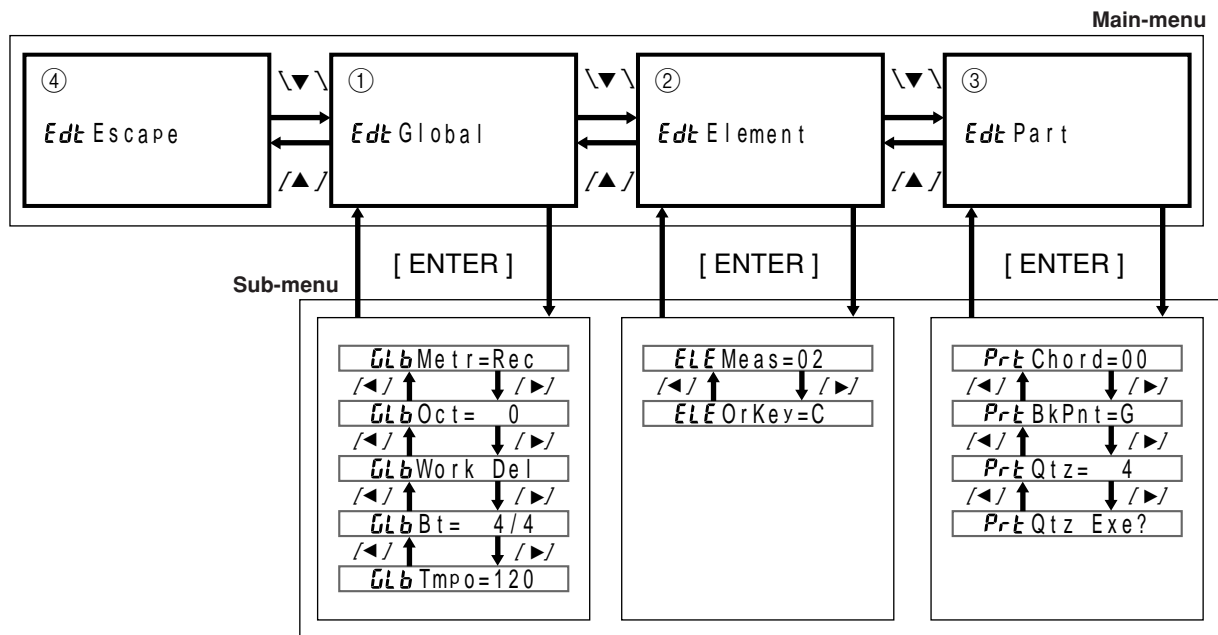 Main-menu
④ \▼\ ① \▼\ ② \▼\ ③
Edt Escape Edt Global Edt Element Edt Part
[▲] [▲] [▲]
[ ENTER ] [ ENTER ] [ ENTER ]
Sub-menu
GLb Metr=Rec
[◄] [►]
GLb Oct= 0
[◄] [►]
GLb Work Del
[◄] [►]
GLb Bt= 4/4
[◄] [►]
GLb Tmpo=120
ELE Meas=02
[◄] [►]
ELE OrKey=C
Prt Chord=00
[◄] [►]
Prt BkPnt=G
[◄] [►]
Prt Qtz= 4
[◄] [►]
Prt Qtz Exe?